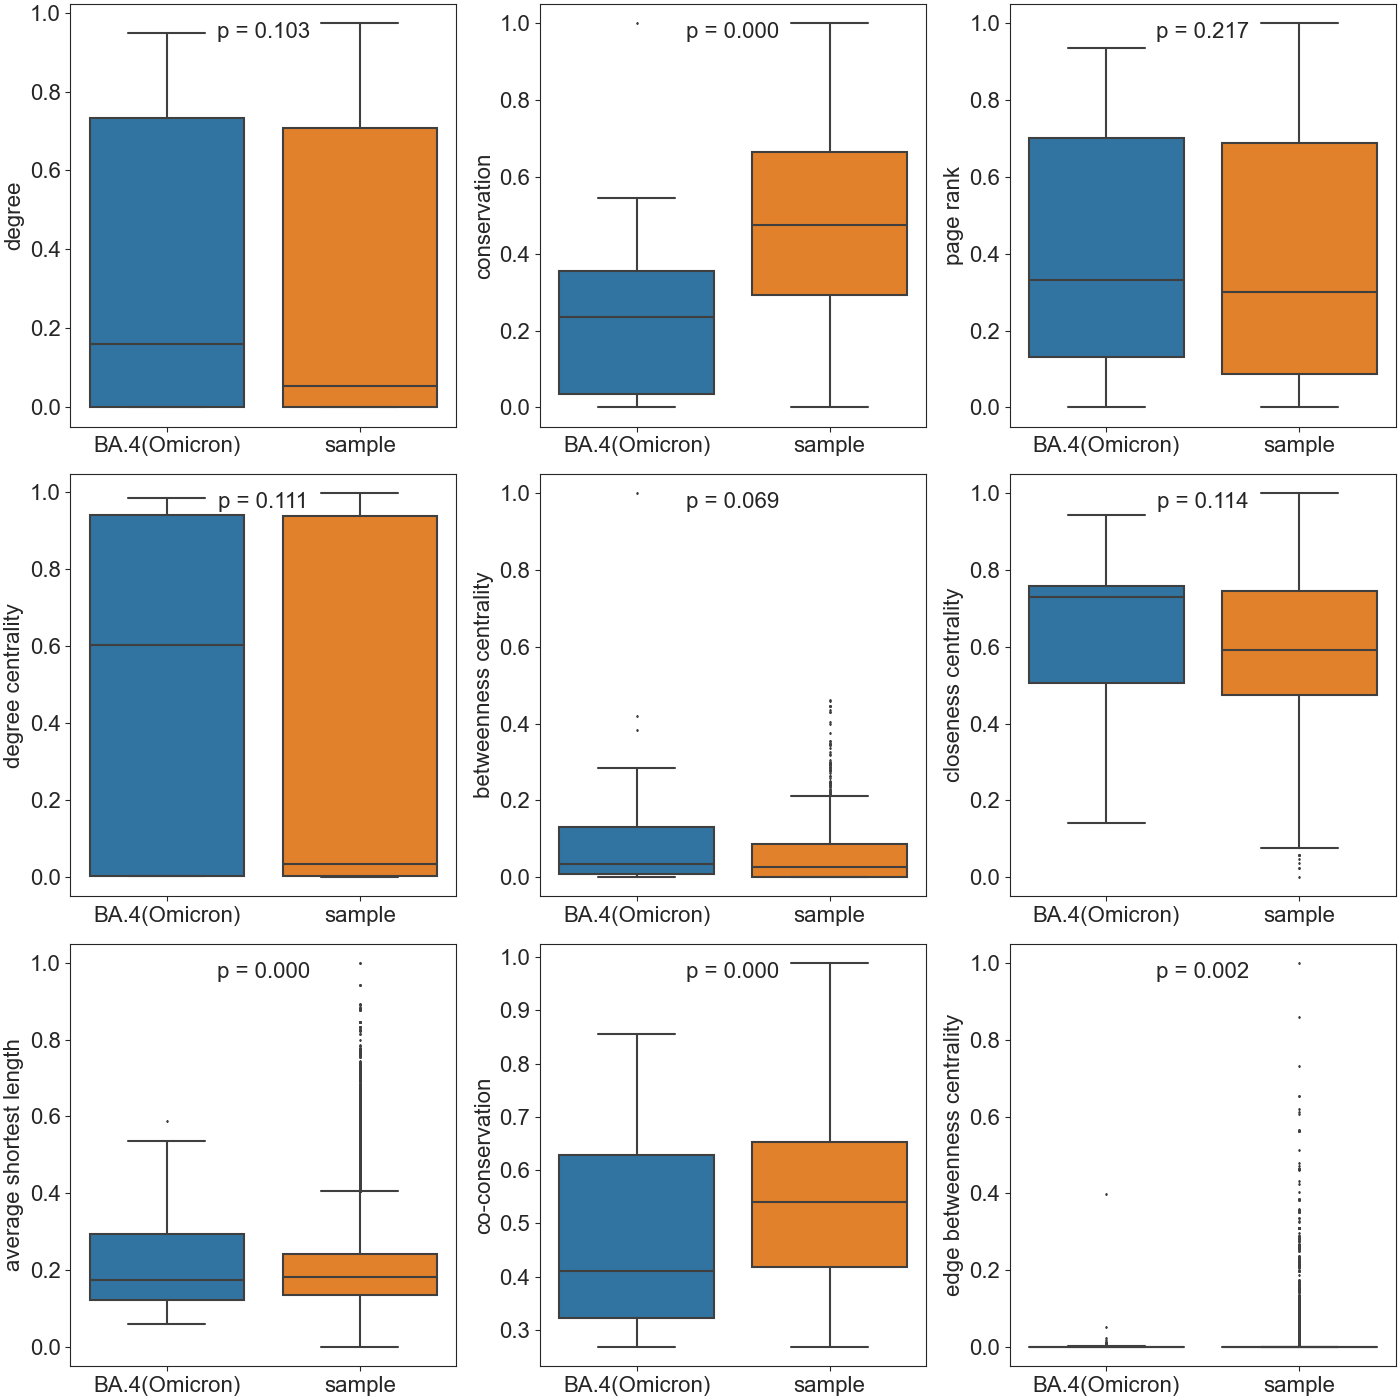 p = 0.103
degree
1.0
0.8
0.6
0.4
0.2
0.0
BA.4(Omicron)
sample
p = 0.000
conservation
1.0
0.8
0.6
0.4
0.2
0.0
BA.4(Omicron)
sample
p = 0.217
page rank
1.0
0.8
0.6
0.4
0.2
0.0
BA.4(Omicron)
sample
p = 0.111
degree centrality
1.0
0.8
0.6
0.4
0.2
0.0
BA.4(Omicron)
sample
p = 0.069
betweenness centrality
1.0
0.8
0.6
0.4
0.2
0.0
BA.4(Omicron)
sample
p = 0.114
closeness centrality
1.0
0.8
0.6
0.4
0.2
0.0
BA.4(Omicron)
sample
p = 0.000
average shortest length
1.0
0.8
0.6
0.4
0.2
0.0
BA.4(Omicron)
sample
p = 0.000
co-conservation
1.0
0.9
0.8
0.7
0.6
0.5
0.4
0.3
BA.4(Omicron)
sample
p = 0.002
edge betweenness centrality
1.0
0.8
0.6
0.4
0.2
0.0
BA.4(Omicron)
sample